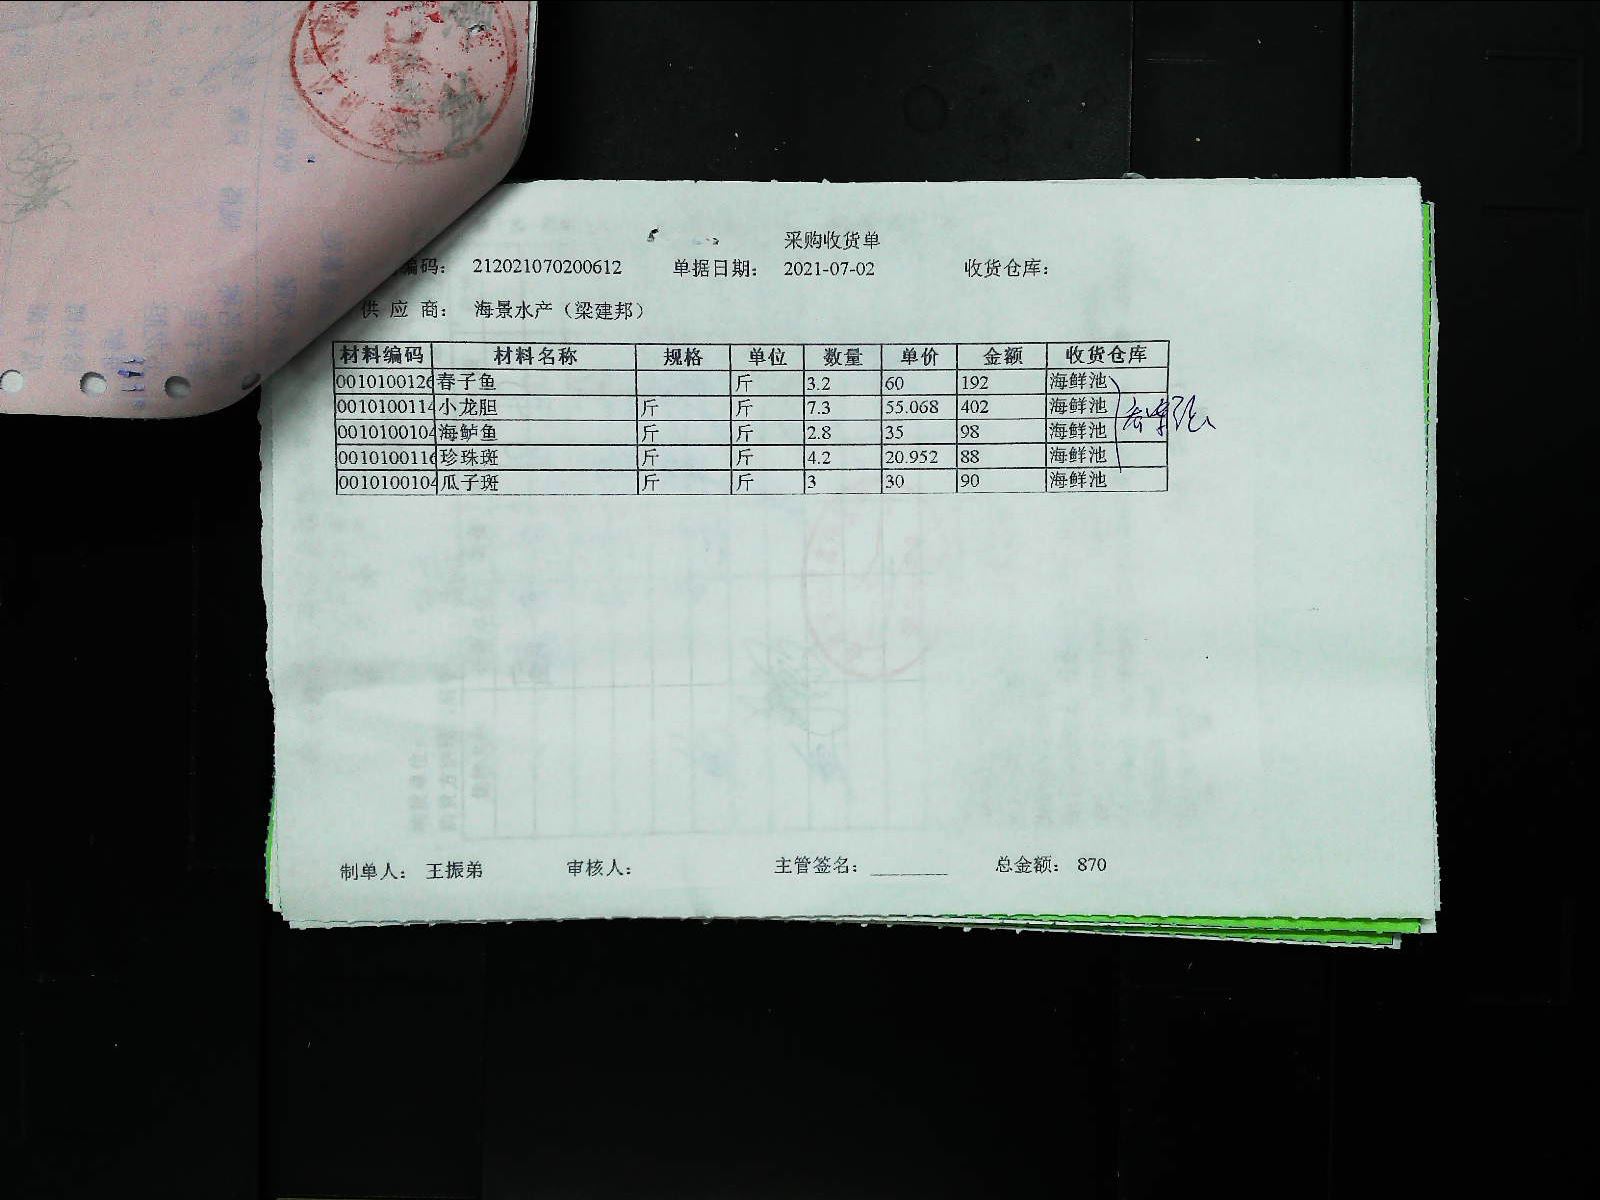 采购收货单
编码： 212021070200612 单据日期： 2021-07-02 收货仓库：
供 应 商： 海景水产（梁建邦）
材料编码 材料名称 规格 单位 数量 单价 金额 收货仓库
0010100126 春子鱼 斤 3.2 60 192 海鲜池
0010100114 小龙胆 斤 斤 7.3 55.068 402 海鲜池
0010100104 海鲈鱼 斤 斤 2.8 35 98 海鲜池
0010100116 珍珠斑 斤 斤 4.2 20.952 88 海鲜池
0010100104 瓜子斑 斤 斤 3 30 90 海鲜池
制单人： 王振弟 审核人： 主管签名： 总金额： 870